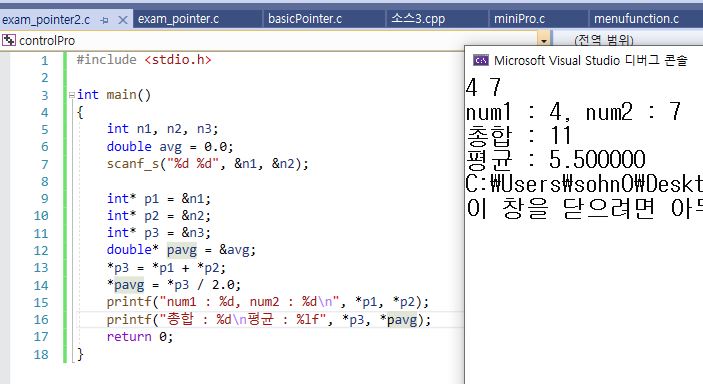 exam_pointer2.c
exam_pointer.c
basicPointer.c
소스3.cpp
miniPro.c
menufunction.c
controlPro
(전역 범위)
1 #include <stdio.h>
2
3 int main()
4 {
5 int n1, n2, n3;
6 double avg = 0.0;
7 scanf_s("%d %d", &n1, &n2);
8
9 int* p1 = &n1;
10 int* p2 = &n2;
11 int* p3 = &n3;
12 double* pavg = &avg;
13 *p3 = *p1 + *p2;
14 *pavg = *p3 / 2.0;
15 printf("num1 : %d, num2 : %d\n", *p1, *p2);
16 printf("총합 : %d\n평균 : %lf", *p3, *pavg);
17 return 0;
18 }
Microsoft Visual Studio 디버그 콘솔
4 7
num1 : 4, num2 : 7
총합 : 11
평균 : 5.500000
C:₩Users₩sohn0₩Deskt
이 창을 닫으려면 아무